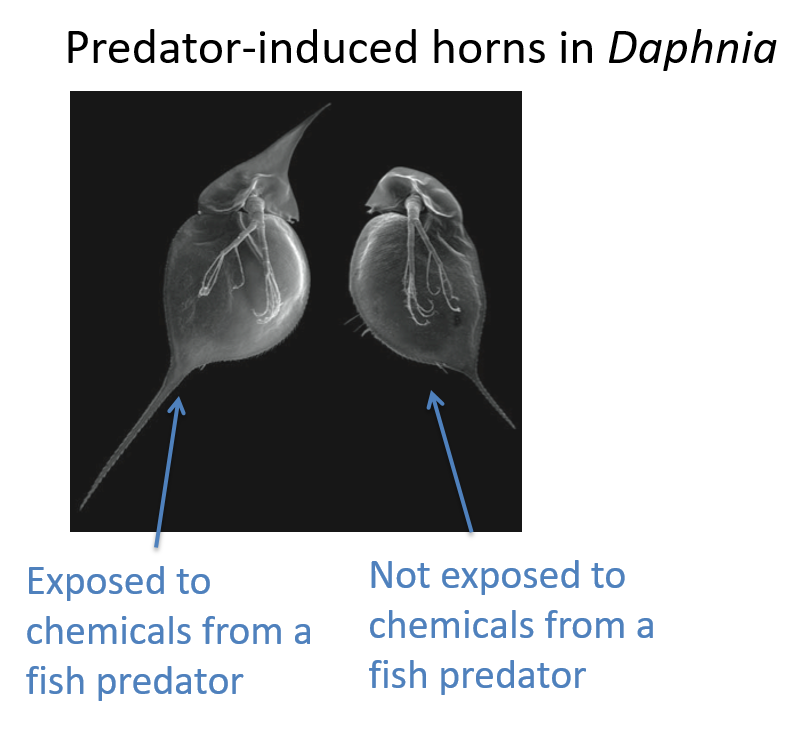 Predator-induced horns in Daphnia
Exposed to
chemicals from a
fish predator
Not exposed to
chemicals from a
fish predator